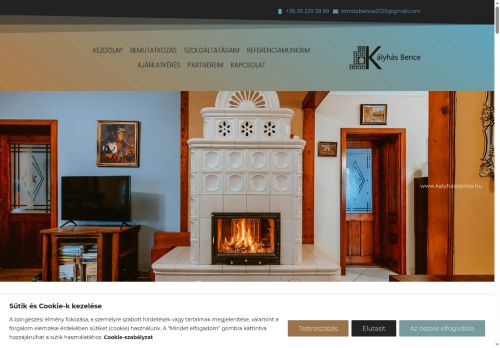 +36 30 229 38 89 tamas.bence2020@gmail.com
KEZDŐLAP BEMUTATKOZÁS SZOLGÁLTATÁSAIM REFERENCIAMUNKÁIM
AJÁNLATKÉRÉS PARTNEREIM KAPCSOLAT
Kályhás Bence
www.kalyhasbence.hu
Sütik és Cookie-k kezelése
A böngészési élmény fokozása, a személyre szabott hirdetések vagy tartalmak megjelenítése, valamint a
forgalom elemzése érdekében sütiket (cookie) használunk. A "Mindet elfogadom" gombra kattintva
hozzájárulhat a sütik használatához. Cookie-szabályzat
Testreszabás Elutasít Az összes elfogadása